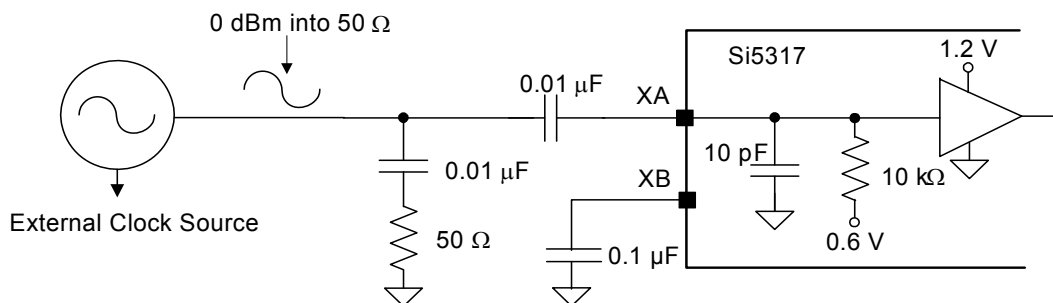 0 dBm into 50 Ω
Si5317
1.2 V
0.01 μF
XA
10 pF
0.01 μF
10 kΩ
XB
External Clock Source
50 Ω
0.1 µF
0.6 V